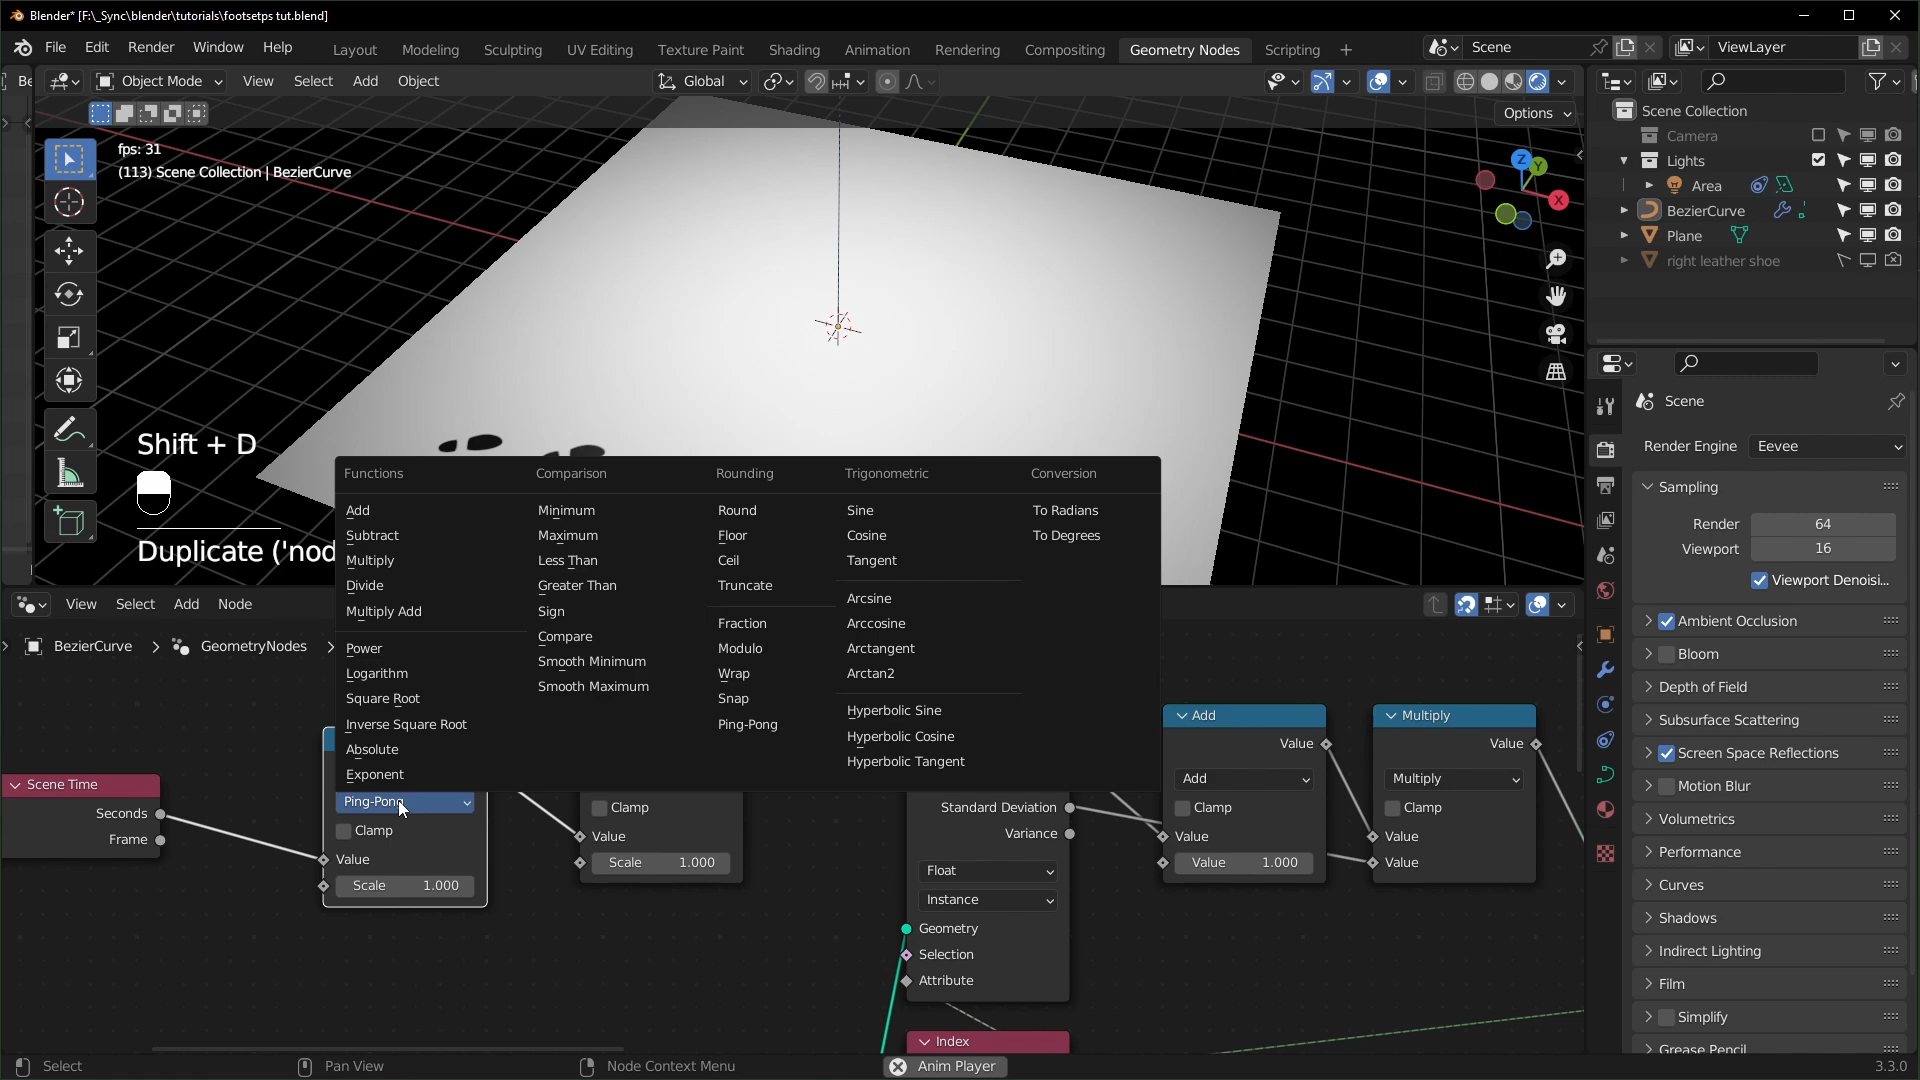 Blender* [F:\_Sync\blender\tutorials\footsetps tut.blend]
File Edit Render Window Help Layout Modeling Sculpting UV Editing Texture Paint Shading Animation Rendering Compositing Geometry Nodes Scripting + Scene ViewLayer
Be Object Mode View Select Add Object Global
Options
fps: 31
(113) Scene Collection | BezierCurve
Z
Y
X
Scene Collection
Camera
Lights
Area
BezierCurve
Plane
right leather shoe
Scene
Render Engine Eevee
Sampling
Render 64
Viewport 16
Viewport Denoisi...
Ambient Occlusion
Bloom
Depth of Field
Subsurface Scattering
Screen Space Reflections
Motion Blur
Volumetrics
Performance
Curves
Shadows
Indirect Lighting
Film
Simplify
Grease Pencil
Shift + D
Duplicate ('nod
Functions
Add
Subtract
Multiply
Divide
Multiply Add
Power
Logarithm
Square Root
Inverse Square Root
Absolute
Exponent
Comparison
Minimum
Maximum
Less Than
Greater Than
Sign
Compare
Smooth Minimum
Smooth Maximum
Rounding
Round
Floor
Ceil
Truncate
Fraction
Modulo
Wrap
Snap
Ping-Pong
Trigonometric
Sine
Cosine
Tangent
Arcsine
Arccosine
Arctangent
Arctan2
Hyperbolic Sine
Hyperbolic Cosine
Hyperbolic Tangent
Conversion
To Radians
To Degrees
View Select Add Node
BezierCurve GeometryNodes
Scene Time
Seconds
Frame
Ping-Pong
Clamp
Value
Scale 1.000
Clamp
Value
Scale 1.000
Standard Deviation
Variance
Float
Instance
Geometry
Selection
Attribute
Index
Add
Value
Add
Clamp
Value
Value 1.000
Multiply
Value
Multiply
Clamp
Value
Value
Select Pan View Node Context Menu Anim Player 3.3.0